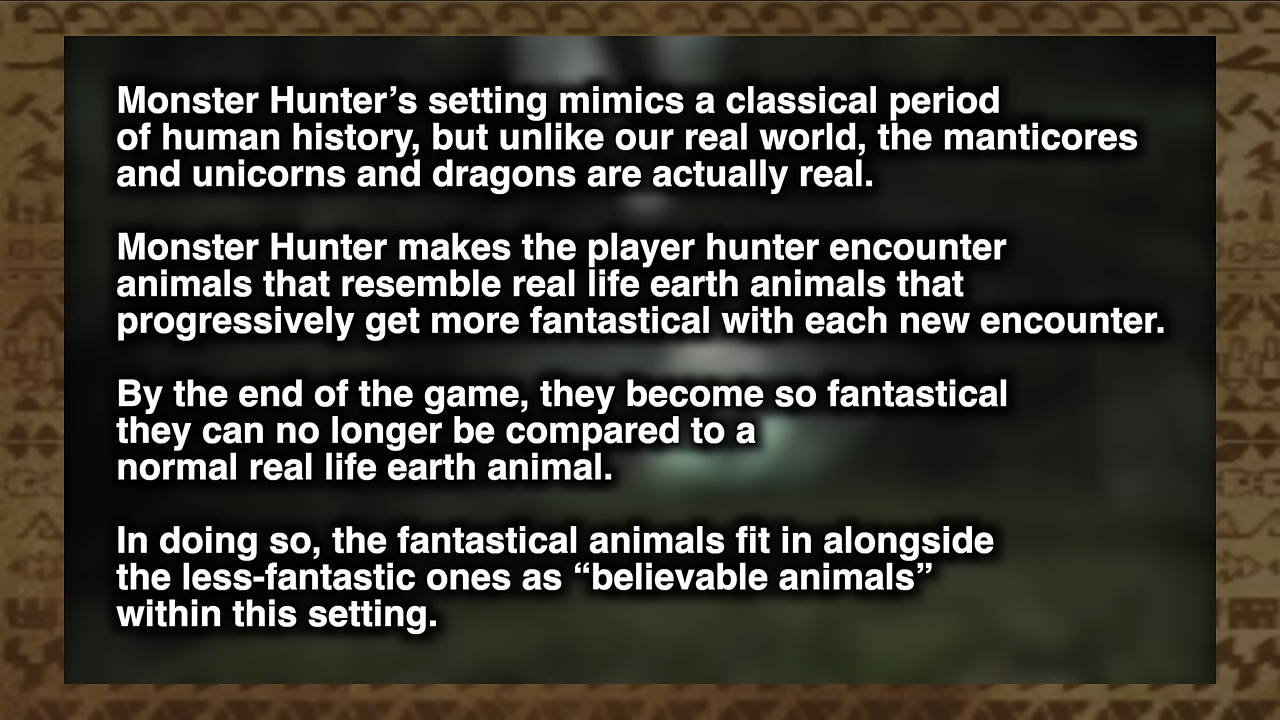 Monster Hunter’s setting mimics a classical period
of human history, but unlike our real world, the manticores
and unicorns and dragons are actually real.
Monster Hunter makes the player hunter encounter
animals that resemble real life earth animals that
progressively get more fantastical with each new encounter.
By the end of the game, they become so fantastical
they can no longer be compared to a
normal real life earth animal.
In doing so, the fantastical animals fit in alongside
the less-fantastic ones as “believable animals”
within this setting.